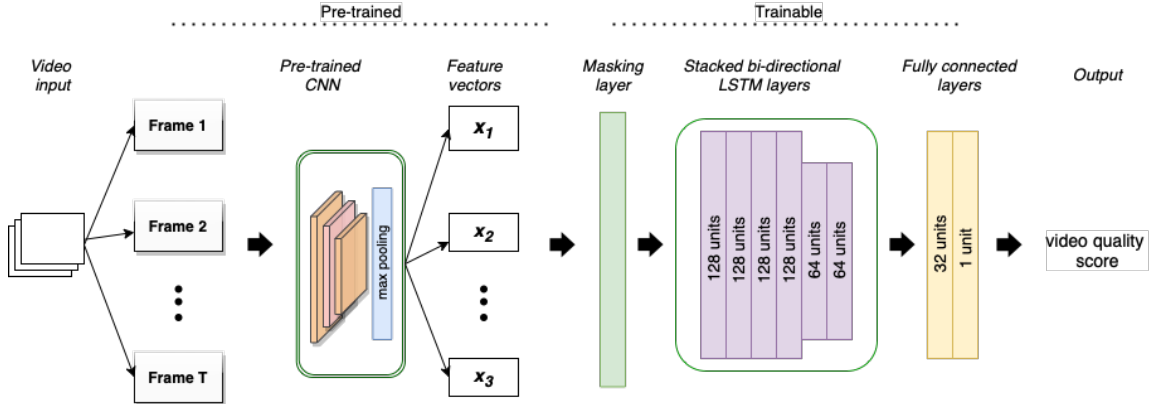 Pre-trained
Trainable
Video
input
Pre-trained
CNN
Feature
vectors
Masking
layer
Stacked bi-directional
LSTM layers
Fully connected
layers
Output
Frame 1
Frame 2
Frame T
max pooling
x1
x2
x3
128 units
128 units
128 units
128 units
64 units
64 units
32 units
1 unit
video quality
score